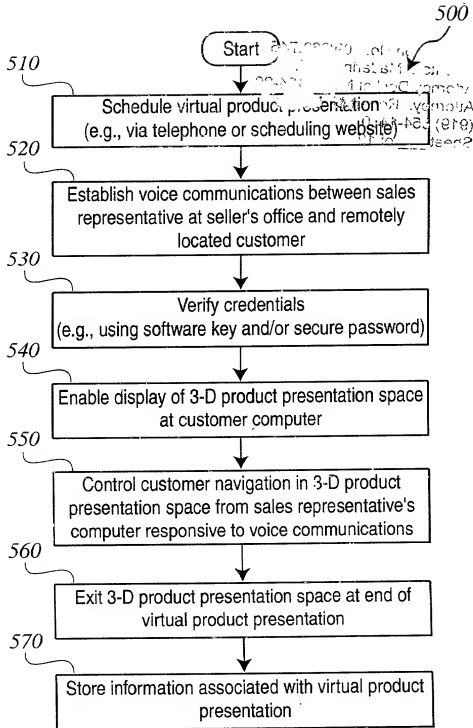 500
Start
510
Schedule virtual product presentation
(e.g., via telephone or scheduling website)
520
Establish voice communications between sales
representative at seller's office and remotely
located customer
530
Verify credentials
(e.g., using software key and/or secure password)
540
Enable display of 3-D product presentation space
at customer computer
550
Control customer navigation in 3-D product
presentation space from sales representative's
computer responsive to voice communications
560
Exit 3-D product presentation space at end of
virtual product presentation
570
Store information associated with virtual product
presentation